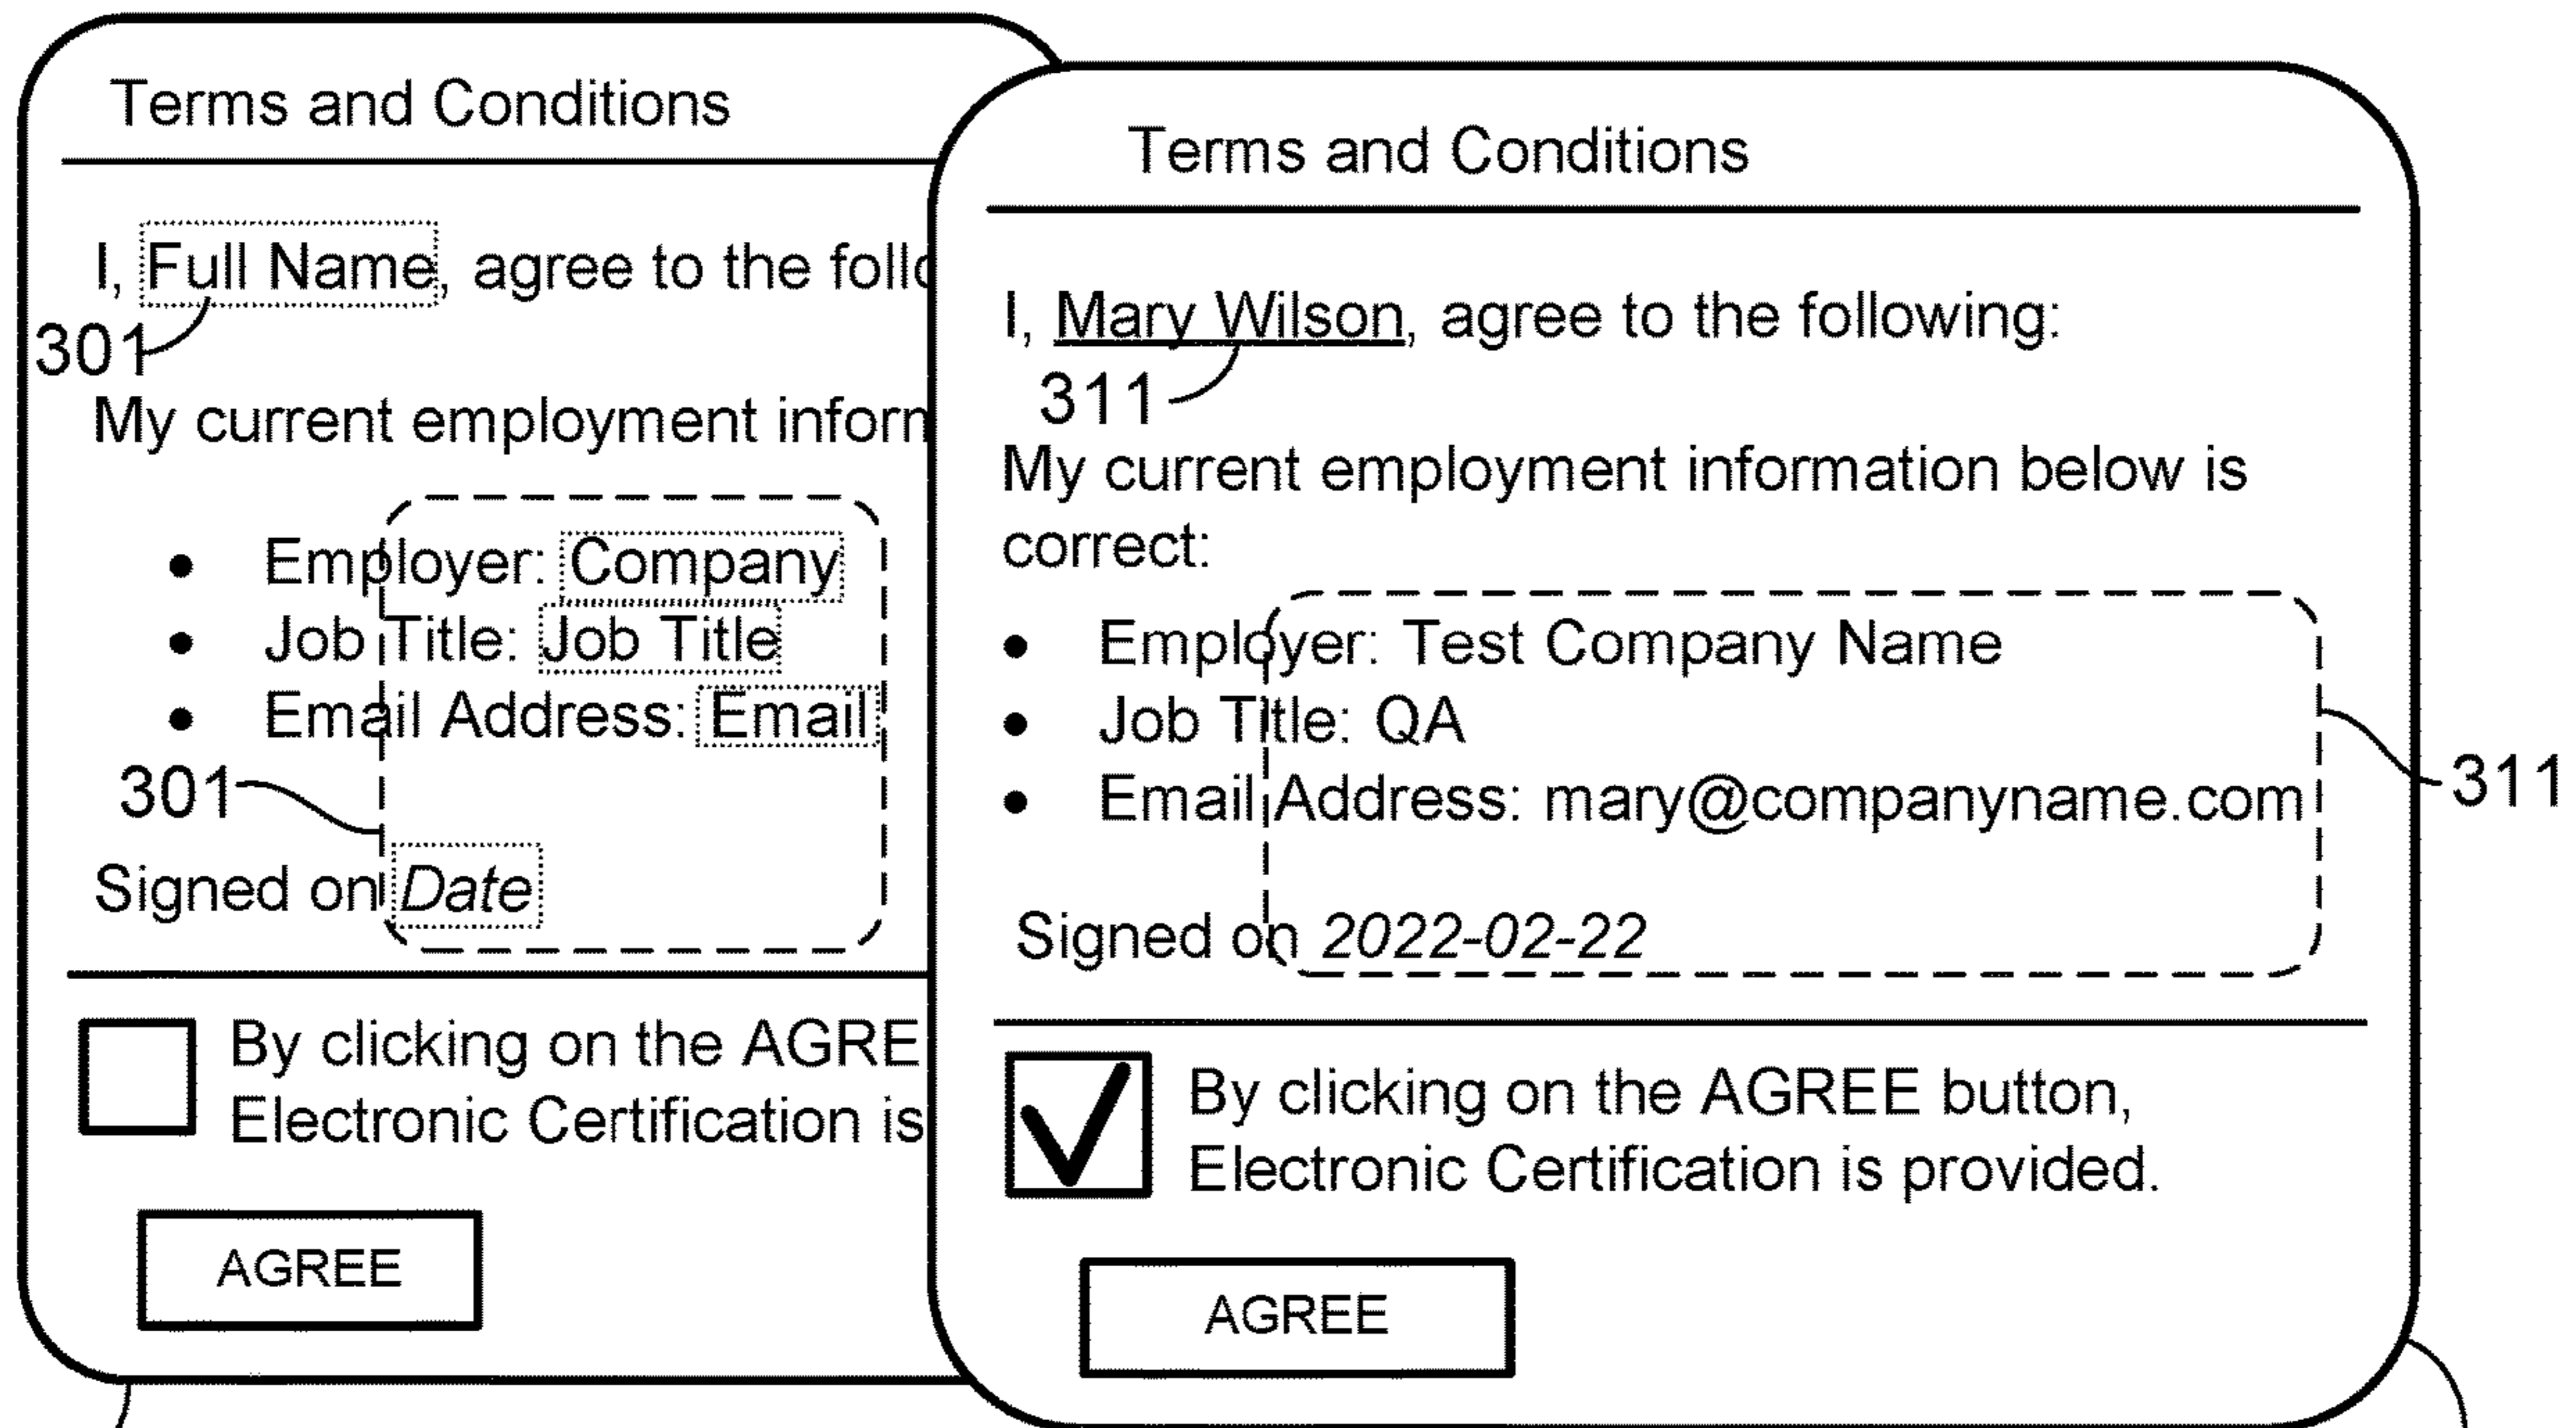 Terms and Conditions
I, Full Name, agree to the
301
My current employment
• Employer: Company
• Job Title: Job Title
• Email Address: Email
301
Signed on Date
By clicking on the
Electronic Certification is
AGREE
Terms and Conditions
I, Mary Wilson, agree to the following:
311
My current employment information below is
correct:
• Employer: Test Company Name
• Job Title: QA
• Email Address: mary@companyname.com
311
Signed on 2022-02-22
By clicking on the AGREE button,
Electronic Certification is provided.
AGREE